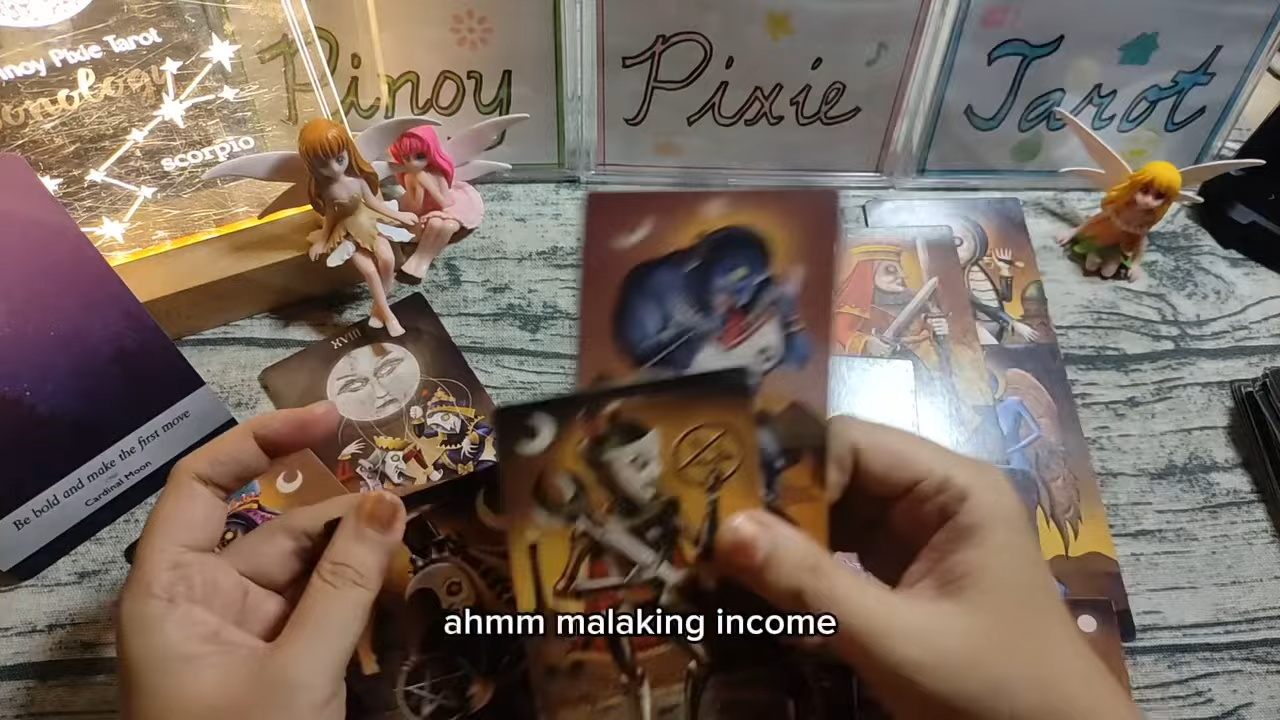 Pinoy Pixie Tarot
scorpio
Pinoy
Pixie
Tarot
XVIII
Be bold and make the first move
Cardinal Moon
ahmm malaking income